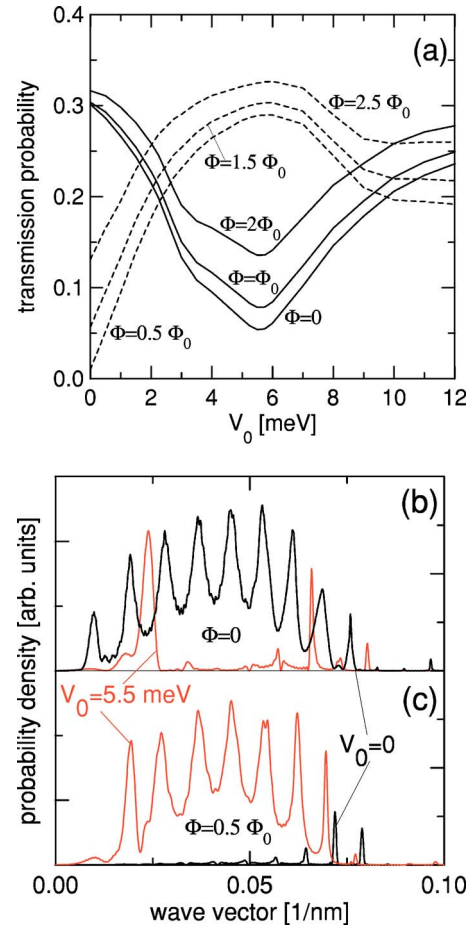 (a)
transmission probability
0.4
0.3
0.2
0.1
0.0
Φ=2.5 Φ₀
Φ=1.5 Φ₀
Φ=2Φ₀
Φ=Φ₀
Φ=0
Φ=0.5 Φ₀
0 2 4 6 8 10 12
V₀ [meV]
(b)
probability density [arb. units]
Φ=0
V₀=5.5 meV
(c)
V₀=0
Φ=0.5 Φ₀
0.00 0.05 0.10
wave vector [1/nm]